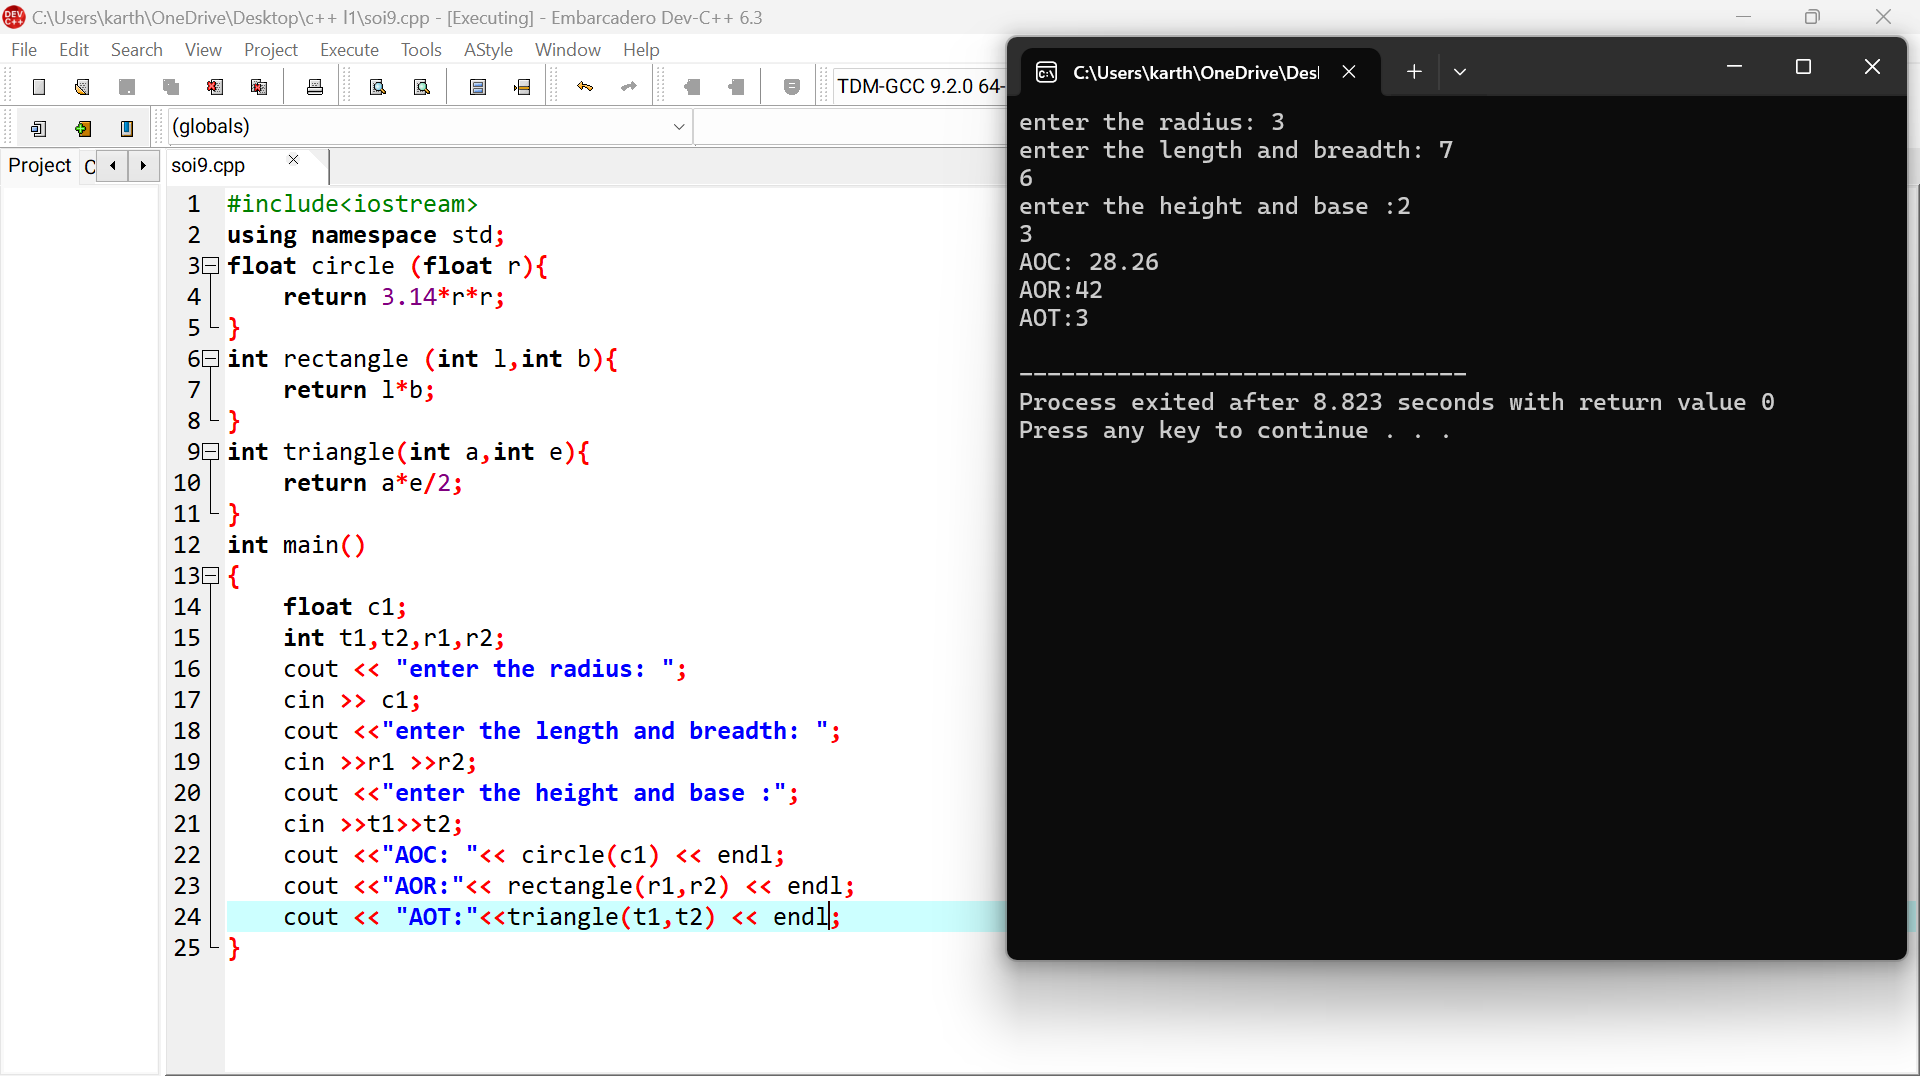 C:\Users\karth\OneDrive\Desktop\c++ l1\soi9.cpp - [Executing] - Embarcadero Dev-C++ 6.3
File Edit Search View Project Execute Tools AStyle Window Help
TDM-GCC 9.2.0 64-
(globals)
Project C
soi9.cpp
1 #include<iostream>
2 using namespace std;
3 float circle (float r){
4     return 3.14*r*r;
5 }
6 int rectangle (int l,int b){
7     return l*b;
8 }
9 int triangle(int a,int e){
10     return a*e/2;
11 }
12 int main()
13 {
14     float c1;
15     int t1,t2,r1,r2;
16     cout << "enter the radius: ";
17     cin >> c1;
18     cout <<"enter the length and breadth: ";
19     cin >>r1 >>r2;
20     cout <<"enter the height and base :";
21     cin >>t1>>t2;
22     cout <<"AOC: "<< circle(c1) << endl;
23     cout <<"AOR:"<< rectangle(r1,r2) << endl;
24     cout << "AOT:"<<triangle(t1,t2) << endl;
25 }
C:\Users\karth\OneDrive\Des
enter the radius: 3
enter the length and breadth: 7
6
enter the height and base :2
3
AOC: 28.26
AOR:42
AOT:3
--------------------------------
Process exited after 8.823 seconds with return value 0
Press any key to continue . . .